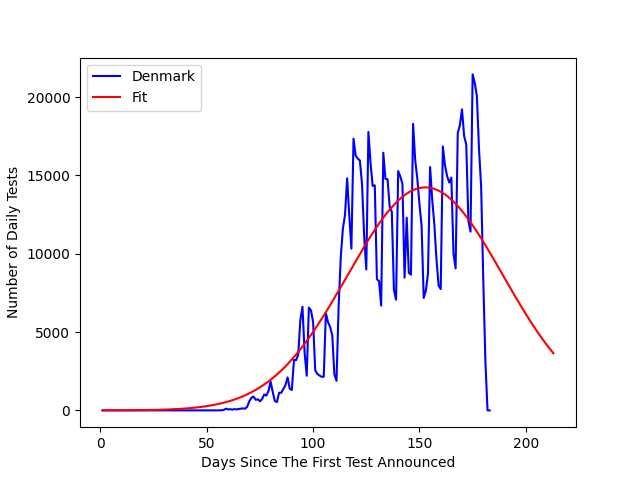 Denmark
Fit
Number of Daily Tests
20000
15000
10000
5000
0
0 50 100 150 200
Days Since The First Test Announced